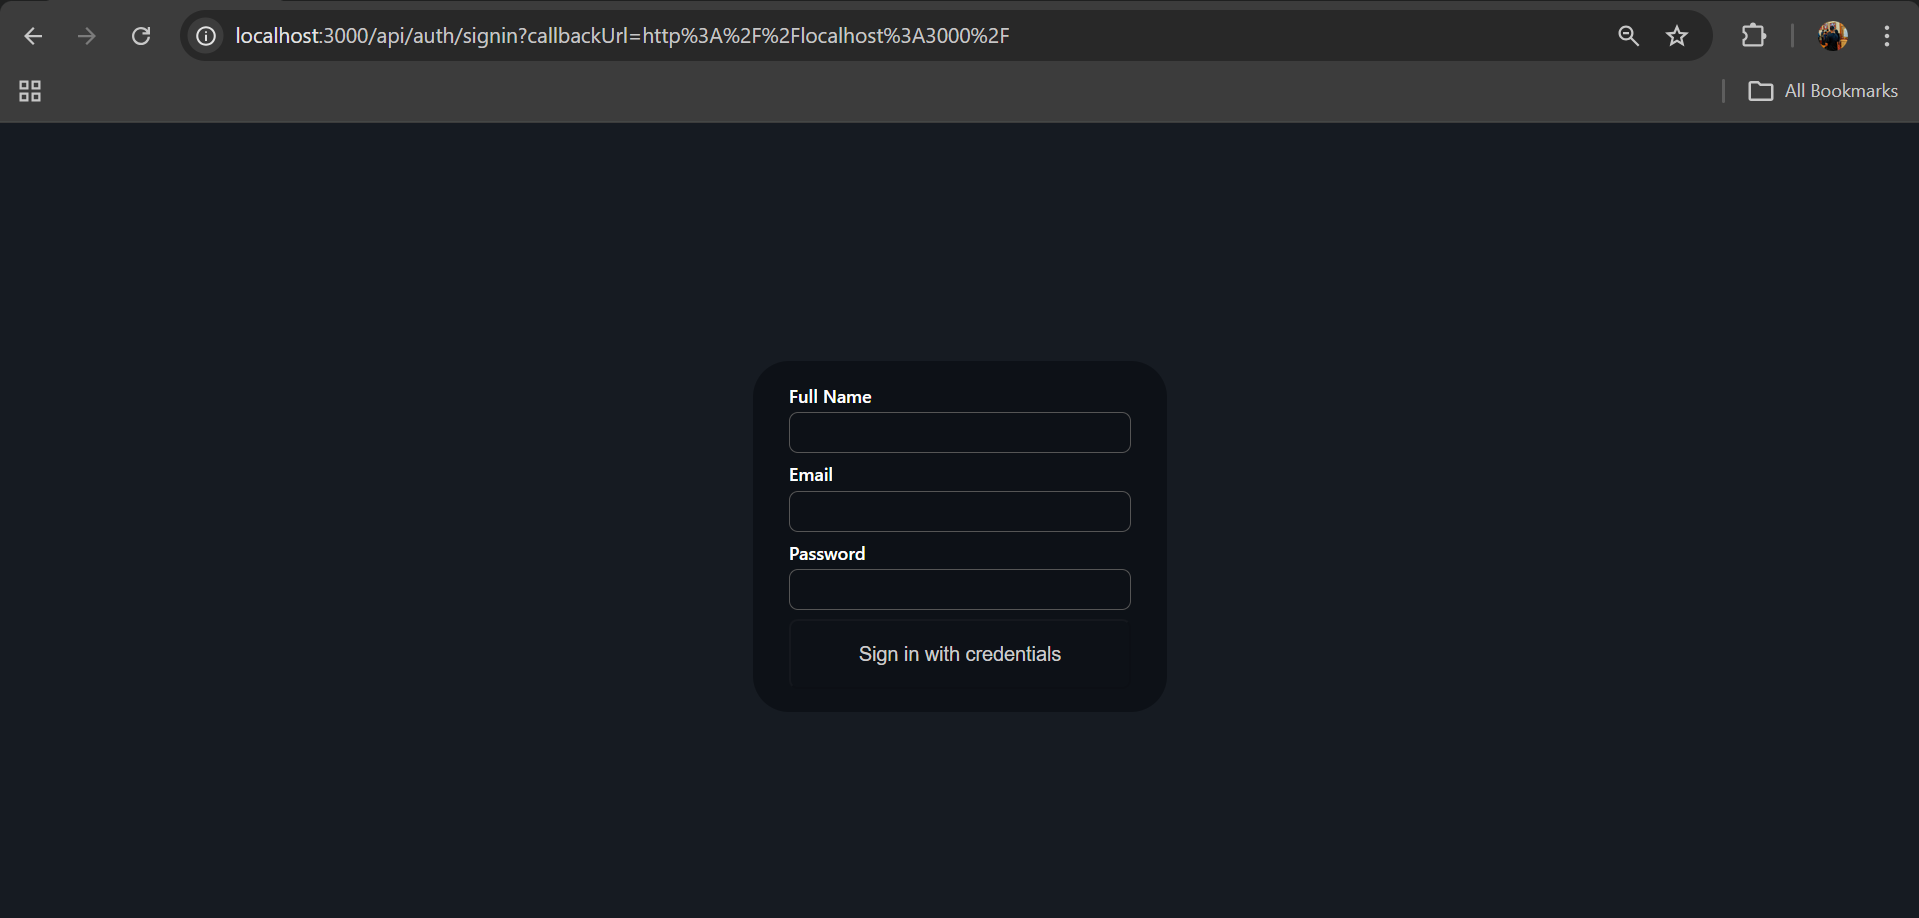 localhost:3000/api/auth/signin?callbackUrl=http%3A%2F%2Flocalhost%3A3000%2F
All Bookmarks
Full Name
Email
Password
Sign in with credentials